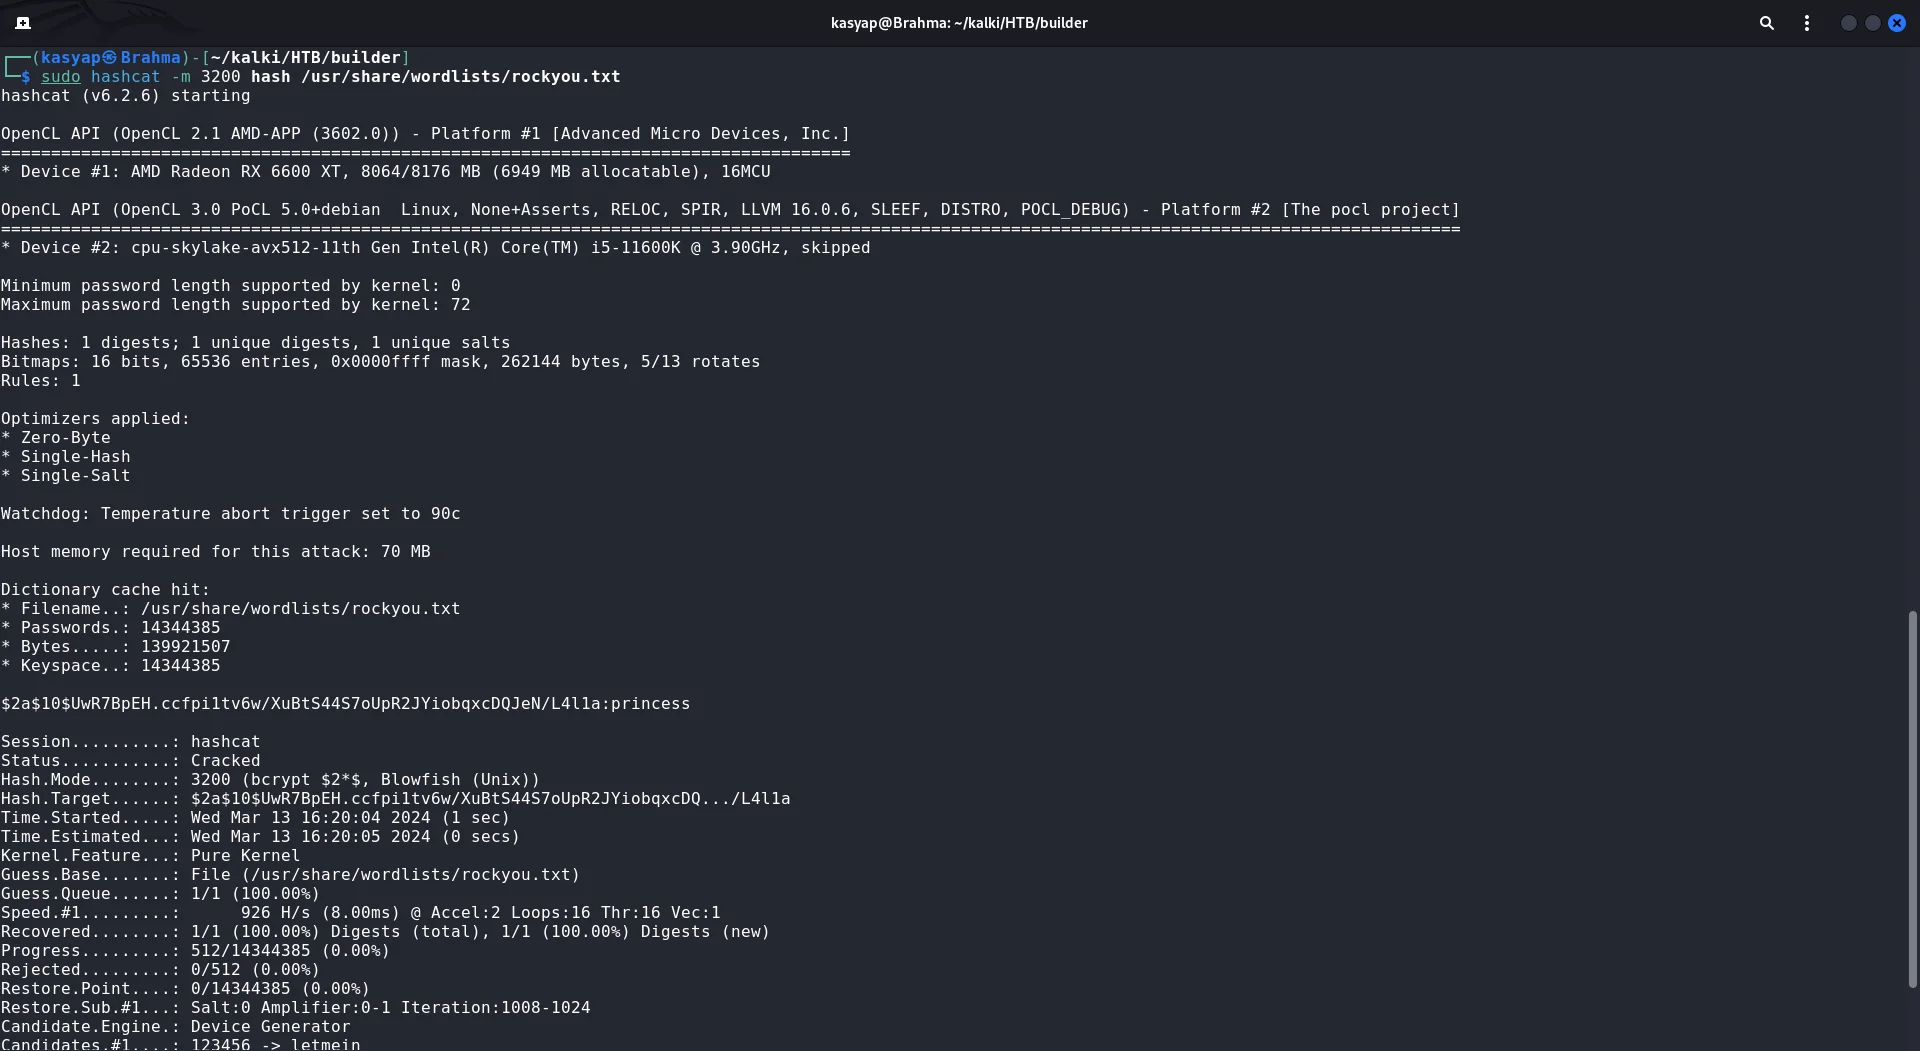 kasyap@Brahma: ~/kalki/HTB/builder
┌──(kasyap㉿Brahma)-[~/kalki/HTB/builder]
└─$ sudo hashcat -m 3200 hash /usr/share/wordlists/rockyou.txt
hashcat (v6.2.6) starting
OpenCL API (OpenCL 2.1 AMD-APP (3602.0)) - Platform #1 [Advanced Micro Devices, Inc.]
=====================================================================================
* Device #1: AMD Radeon RX 6600 XT, 8064/8176 MB (6949 MB allocatable), 16MCU
OpenCL API (OpenCL 3.0 PoCL 5.0+debian  Linux, None+Asserts, RELOC, SPIR, LLVM 16.0.6, SLEEF, DISTRO, POCL_DEBUG) - Platform #2 [The pocl project]
==================================================================================================================================================
* Device #2: cpu-skylake-avx512-11th Gen Intel(R) Core(TM) i5-11600K @ 3.90GHz, skipped
Minimum password length supported by kernel: 0
Maximum password length supported by kernel: 72
Hashes: 1 digests; 1 unique digests, 1 unique salts
Bitmaps: 16 bits, 65536 entries, 0x0000ffff mask, 262144 bytes, 5/13 rotates
Rules: 1
Optimizers applied:
* Zero-Byte
* Single-Hash
* Single-Salt
Watchdog: Temperature abort trigger set to 90c
Host memory required for this attack: 70 MB
Dictionary cache hit:
* Filename..: /usr/share/wordlists/rockyou.txt
* Passwords.: 14344385
* Bytes.....: 139921507
* Keyspace..: 14344385
$2a$10$UwR7BpEH.ccfpi1tv6w/XuBtS44S7oUpR2JYiobqxcDQJeN/L4l1a:princess
Session..........: hashcat
Status...........: Cracked
Hash.Mode........: 3200 (bcrypt $2*$, Blowfish (Unix))
Hash.Target......: $2a$10$UwR7BpEH.ccfpi1tv6w/XuBtS44S7oUpR2JYiobqxcDQ.../L4l1a
Time.Started.....: Wed Mar 13 16:20:04 2024 (1 sec)
Time.Estimated...: Wed Mar 13 16:20:05 2024 (0 secs)
Kernel.Feature...: Pure Kernel
Guess.Base.......: File (/usr/share/wordlists/rockyou.txt)
Guess.Queue......: 1/1 (100.00%)
Speed.#1.........:      926 H/s (8.00ms) @ Accel:2 Loops:16 Thr:16 Vec:1
Recovered........: 1/1 (100.00%) Digests (total), 1/1 (100.00%) Digests (new)
Progress.........: 512/14344385 (0.00%)
Rejected.........: 0/512 (0.00%)
Restore.Point....: 0/14344385 (0.00%)
Restore.Sub.#1...: Salt:0 Amplifier:0-1 Iteration:1008-1024
Candidate.Engine.: Device Generator
Candidates.#1....: 123456 -> letmein